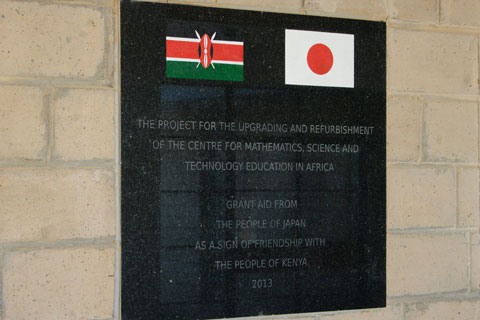 THE PROJECT FOR THE UPGRADING AND REFURBISHMENT
OF THE CENTRE FOR MATHEMATICS, SCIENCE AND
TECHNOLOGY EDUCATION IN AFRICA
GRANT AID FROM
THE PEOPLE OF JAPAN
AS A SIGN OF FRIENDSHIP WITH
THE PEOPLE OF KENYA
2013